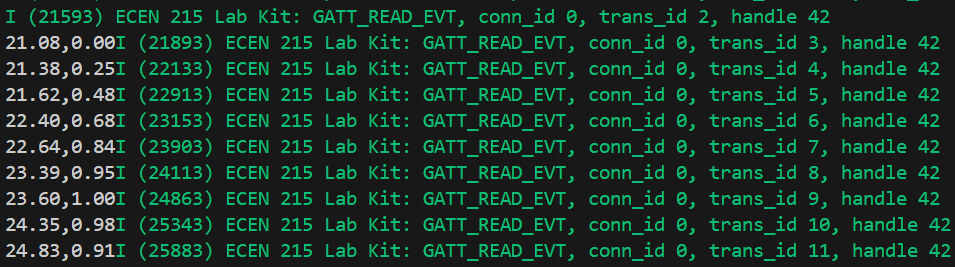 I (21593) ECEN 215 Lab Kit: GATT_READ_EVT, conn_id 0, trans_id 2, handle 42
21.08,0.00I (21893) ECEN 215 Lab Kit: GATT_READ_EVT, conn_id 0, trans_id 3, handle 42
21.38,0.25I (22133) ECEN 215 Lab Kit: GATT_READ_EVT, conn_id 0, trans_id 4, handle 42
21.62,0.48I (22913) ECEN 215 Lab Kit: GATT_READ_EVT, conn_id 0, trans_id 5, handle 42
22.40,0.68I (23153) ECEN 215 Lab Kit: GATT_READ_EVT, conn_id 0, trans_id 6, handle 42
22.64,0.84I (23903) ECEN 215 Lab Kit: GATT_READ_EVT, conn_id 0, trans_id 7, handle 42
23.39,0.95I (24113) ECEN 215 Lab Kit: GATT_READ_EVT, conn_id 0, trans_id 8, handle 42
23.60,1.00I (24863) ECEN 215 Lab Kit: GATT_READ_EVT, conn_id 0, trans_id 9, handle 42
24.35,0.98I (25343) ECEN 215 Lab Kit: GATT_READ_EVT, conn_id 0, trans_id 10, handle 42
24.83,0.91I (25883) ECEN 215 Lab Kit: GATT_READ_EVT, conn_id 0, trans_id 11, handle 42